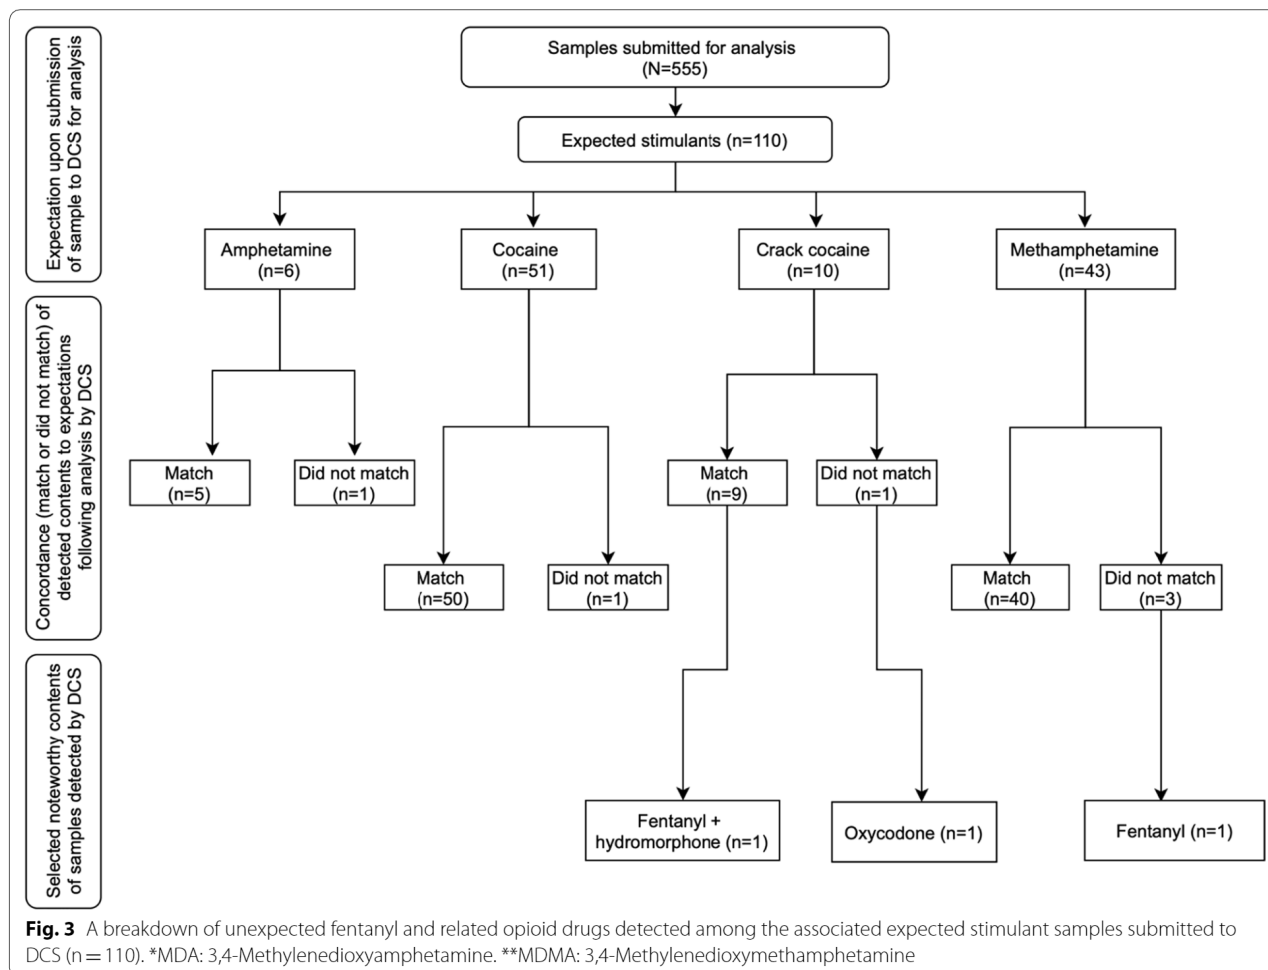 Expectation upon submission
of sample to DCS for analysis
Samples submitted for analysis
(N=555)
Expected stimulants (n=110)
Amphetamine
(n=6)
Cocaine
(n=51)
Crack cocaine
(n=10)
Methamphetamine
(n=43)
Concordance (match or did not match) of
detected contents to expectations
following analysis by DCS
Match
(n=5)
Did not match
(n=1)
Match
(n=50)
Did not match
(n=1)
Match
(n=9)
Did not match
(n=1)
Match
(n=40)
Did not match
(n=3)
Selected noteworthy contents
of samples detected by DCS
Fentanyl +
hydromorphone (n=1)
Oxycodone (n=1)
Fentanyl (n=1)
Fig. 3 A breakdown of unexpected fentanyl and related opioid drugs detected among the associated expected stimulant samples submitted to
DCS (n = 110). *MDA: 3,4-Methylenedioxyamphetamine. **MDMA: 3,4-Methylenedioxymethamphetamine